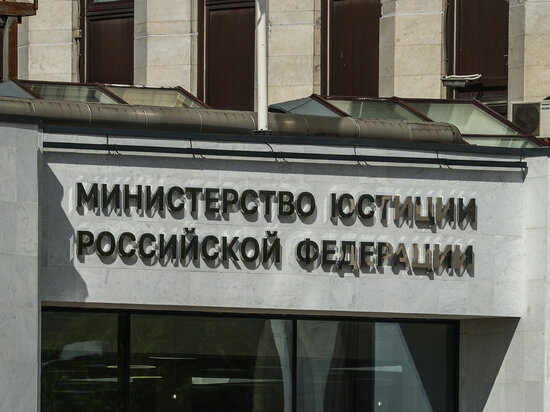 МИНИСТЕРСТВО ЮСТИЦИИ
РОССИЙСКОЙ ФЕДЕРАЦИИ